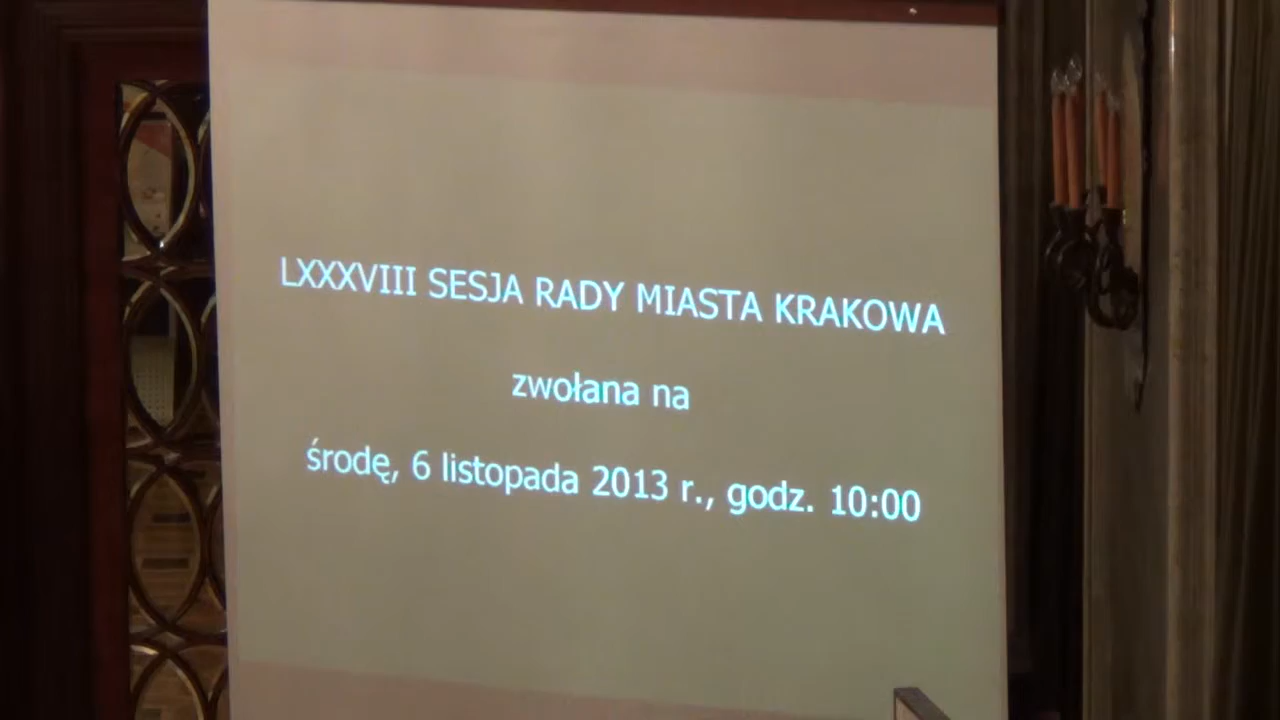 LXXXVIII SESJA RADY MIASTA KRAKOWA
zwołana na
środę, 6 listopada 2013 r., godz. 10:00